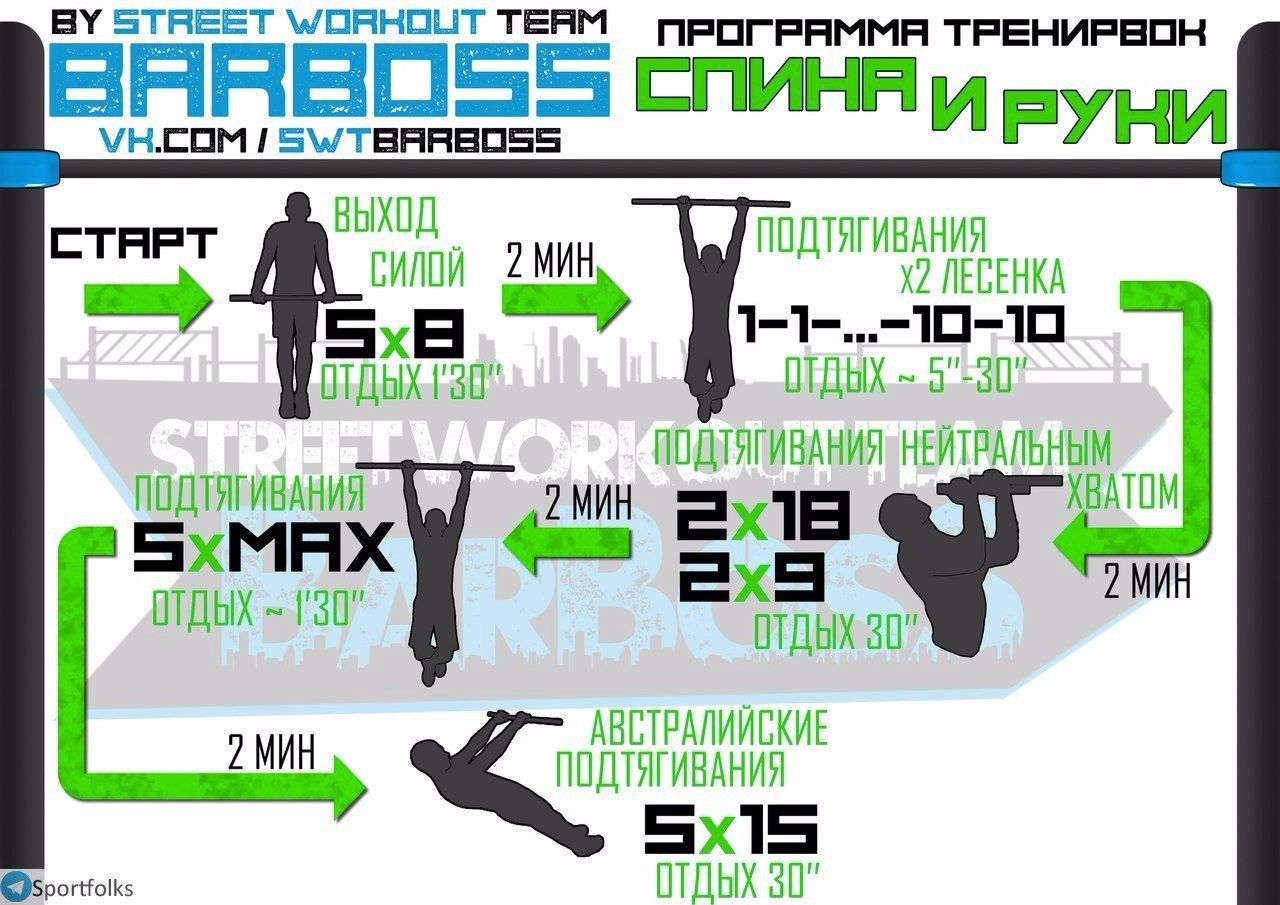 BY STREET WORKOUT TEAM
BARBOSS
VK.COM / SWTBARBOSS
ПРОГРАММА ТРЕНИРВОК
СПИНА И РУКИ
СТАРТ
ВЫХОД
СИЛОЙ
5x8
ОТДЫХ 1'30''
2 МИН
ПОДТЯГИВАНИЯ
x2 ЛЕСЕНКА
1-1-...-10-10
ОТДЫХ ~ 5''-30''
2 МИН
ПОДТЯГИВАНИЯ НЕЙТРАЛЬНЫМ
ХВАТОМ
2x18
2x9
ОТДЫХ 30''
2 МИН
ПОДТЯГИВАНИЯ
5xMAX
ОТДЫХ ~ 1'30''
2 МИН
АВСТРАЛИЙСКИЕ
ПОДТЯГИВАНИЯ
5x15
ОТДЫХ 30''
STREET WORKOUT TEAM
BARBOSS
Sportfolks